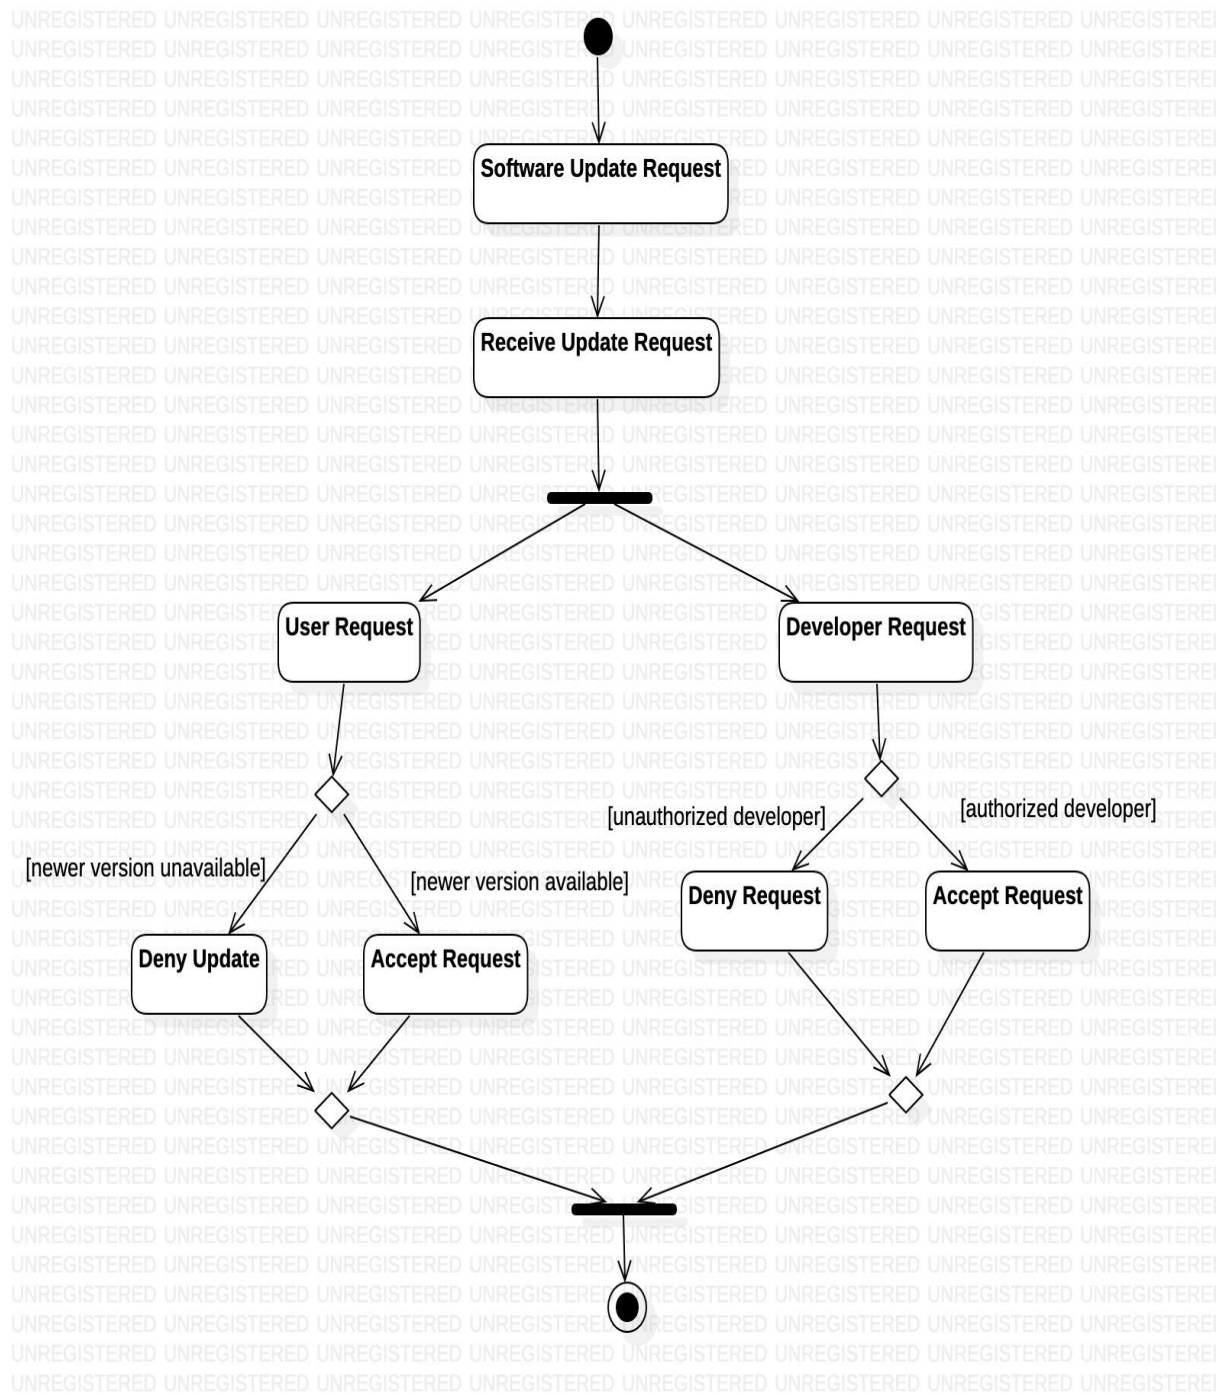 Software Update Request
Receive Update Request
User Request
Developer Request
[unauthorized developer]
[authorized developer]
[newer version unavailable]
[newer version available]
Deny Request
Accept Request
Deny Update
Accept Request